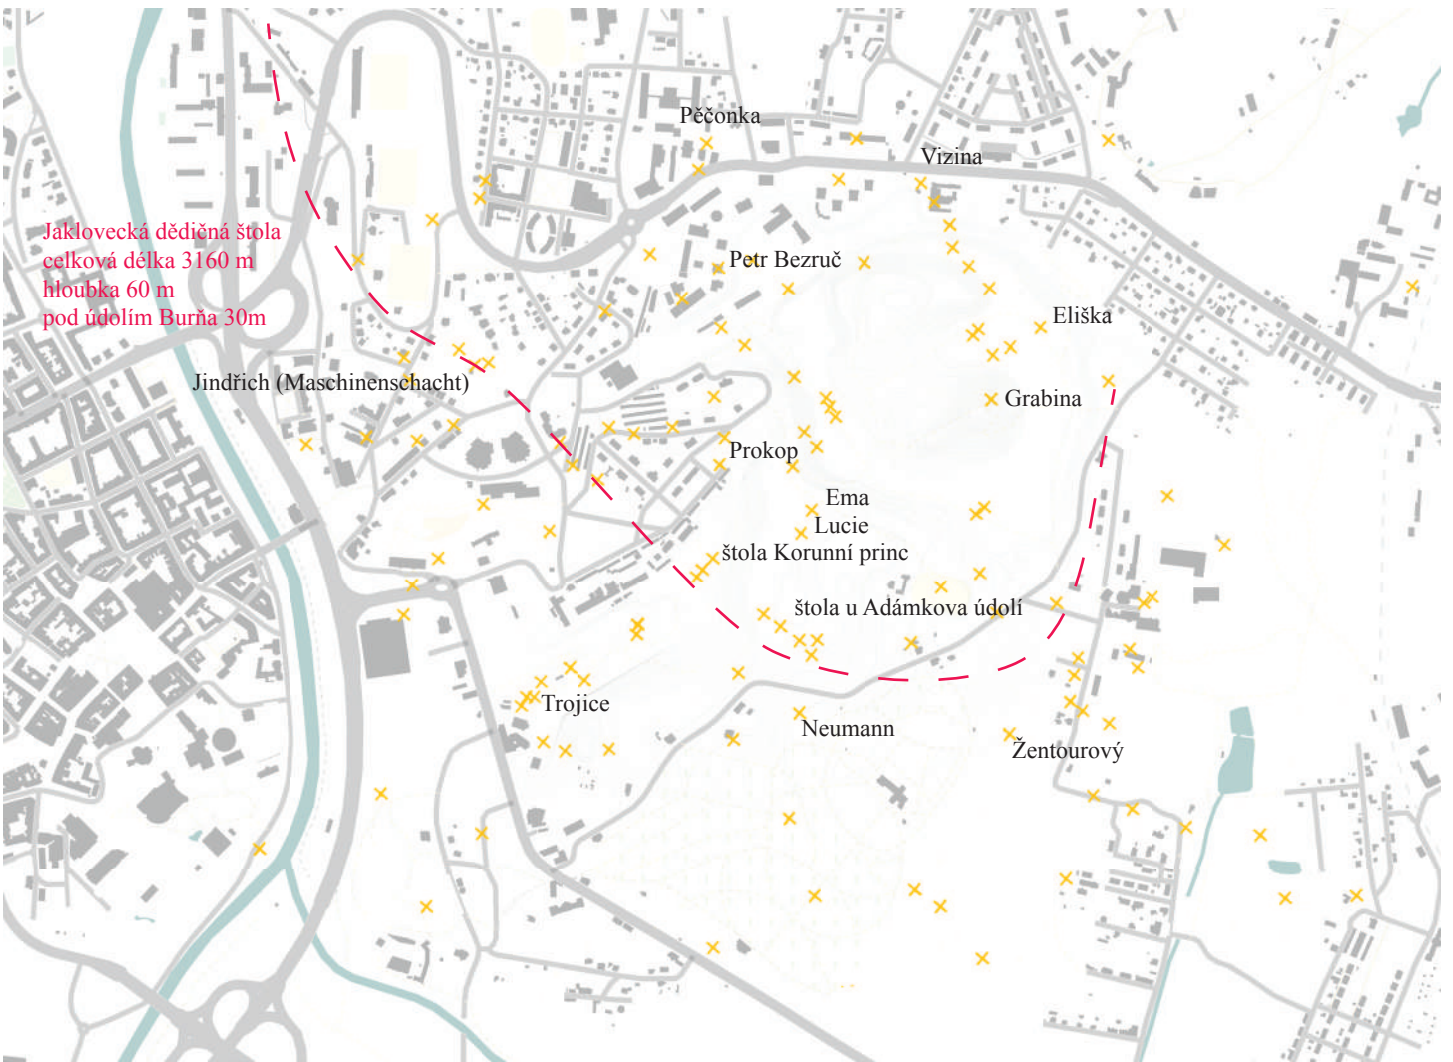 Pěčonka
Vizina
Jaklovecká dědičná štola
celková délka 3160 m
hloubka 60 m
pod údolím Burňa 30m
Petr Bezruč
Eliška
Jindřich (Maschinenschacht)
Grabina
Prokop
Ema
Lucie
štola Korunní princ
štola u Adámkova údolí
Trojice
Neumann
Žentourový